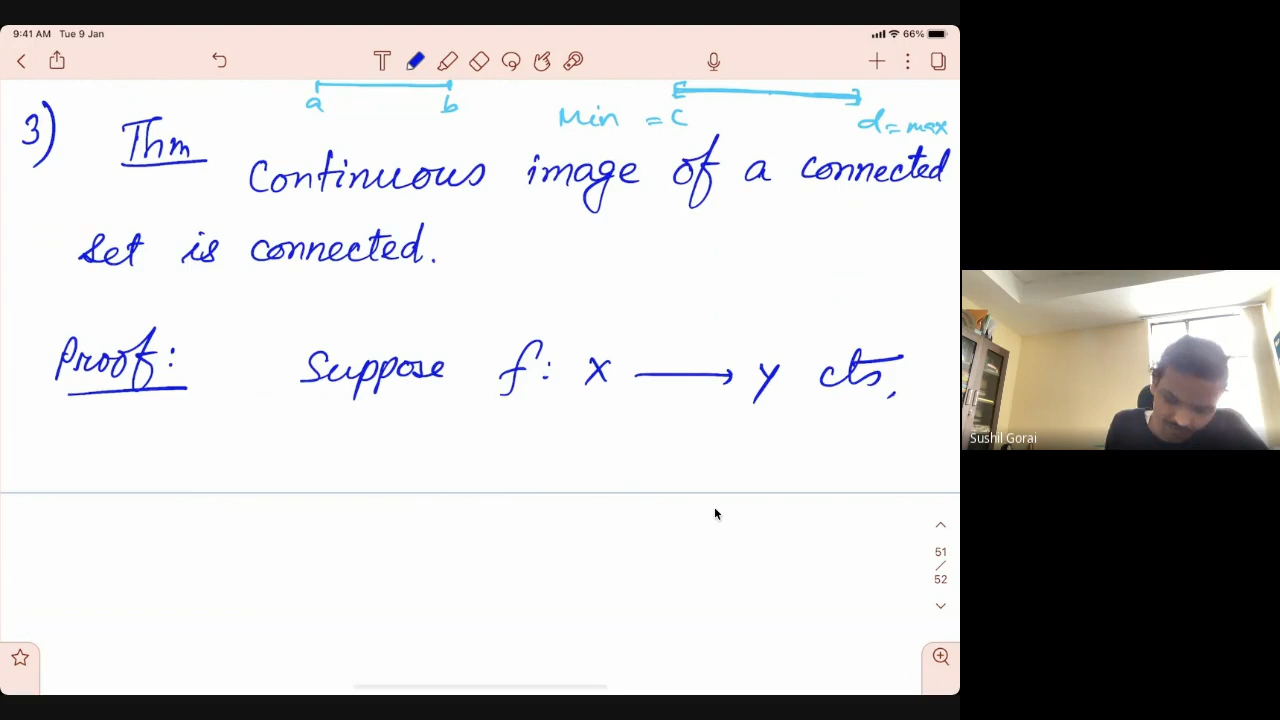 9:41 AM Tue 9 Jan
66%
T
a b
Min = c
d = max
3) Thm
Continuous image of a connected
set is connected.
Proof: Suppose f: X → Y cts,
51
/
52
Sushil Gorai